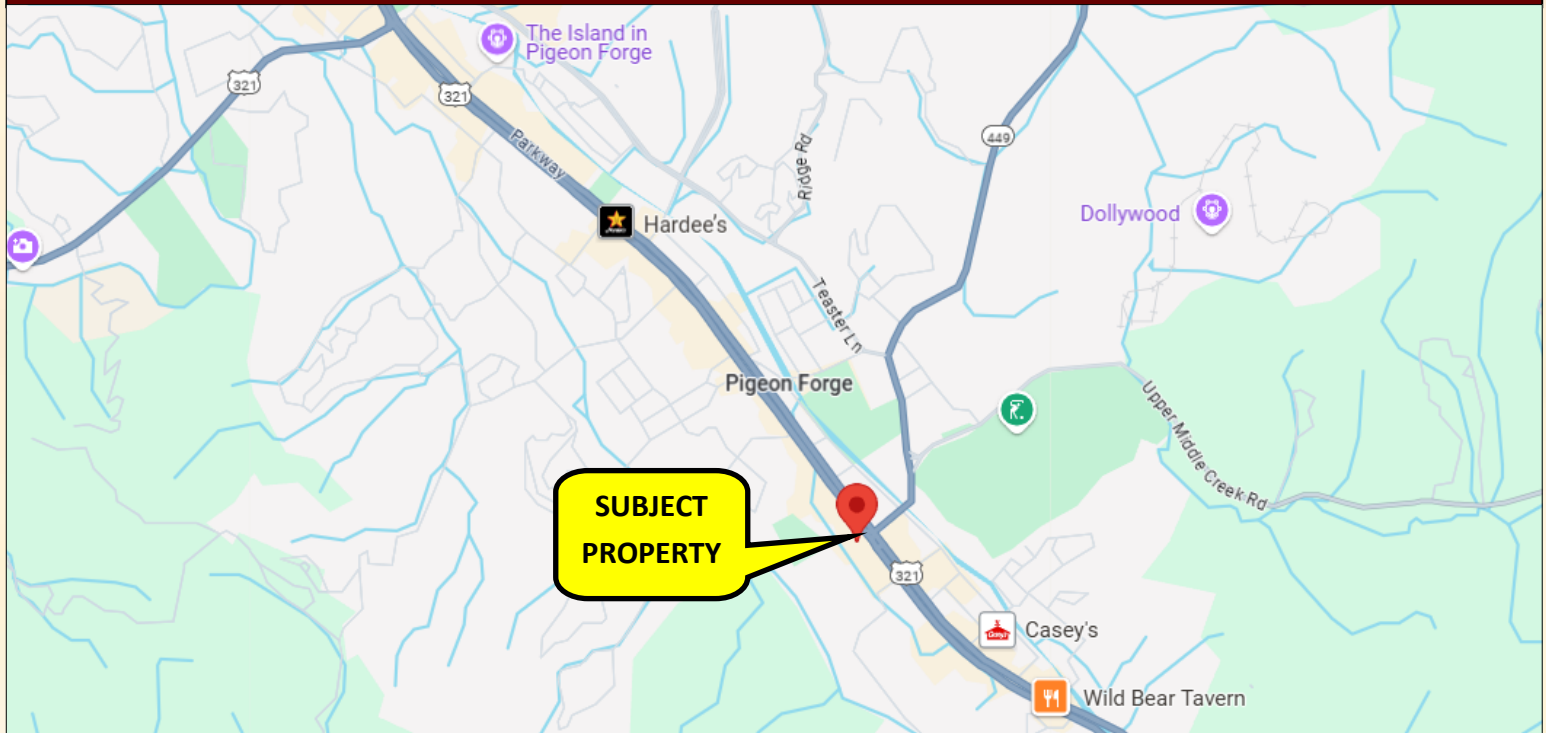 The Island in
Pigeon Forge
321
321
Parkway
Ridge Rd
449
Hardee's
Dollywood
Teaster Ln
Pigeon Forge
Upper Middle Creek Rd
SUBJECT
PROPERTY
321
Casey's
Wild Bear Tavern